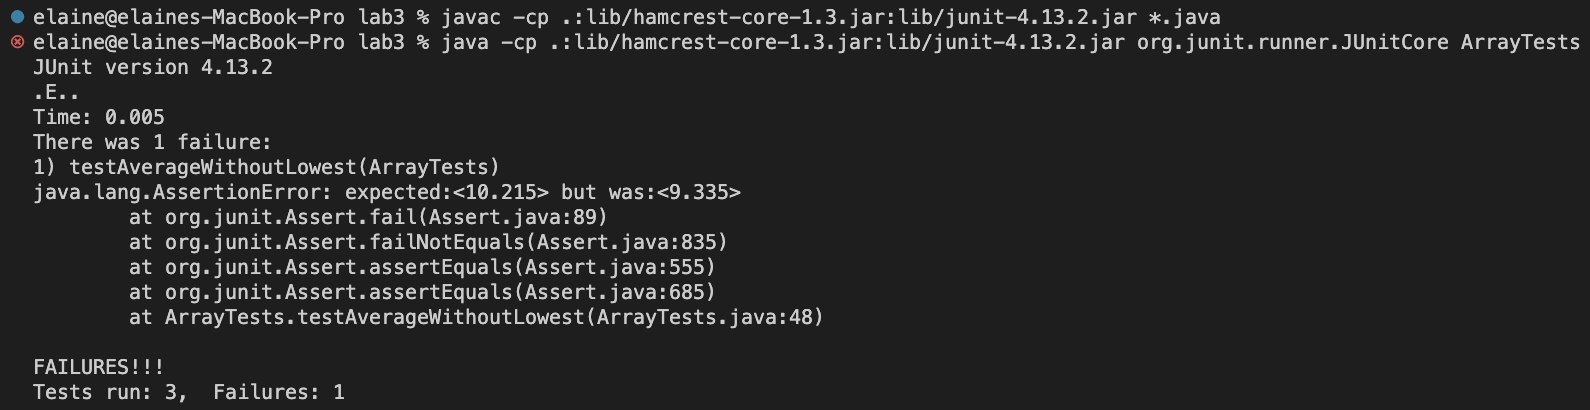 elaine@elaines-MacBook-Pro lab3 % javac -cp .:lib/hamcrest-core-1.3.jar:lib/junit-4.13.2.jar *.java
elaine@elaines-MacBook-Pro lab3 % java -cp .:lib/hamcrest-core-1.3.jar:lib/junit-4.13.2.jar org.junit.runner.JUnitCore ArrayTests
JUnit version 4.13.2
.E..
Time: 0.005
There was 1 failure:
1) testAverageWithoutLowest(ArrayTests)
java.lang.AssertionError: expected:<10.215> but was:<9.335>
        at org.junit.Assert.fail(Assert.java:89)
        at org.junit.Assert.failNotEquals(Assert.java:835)
        at org.junit.Assert.assertEquals(Assert.java:555)
        at org.junit.Assert.assertEquals(Assert.java:685)
        at ArrayTests.testAverageWithoutLowest(ArrayTests.java:48)

FAILURES!!!
Tests run: 3,  Failures: 1